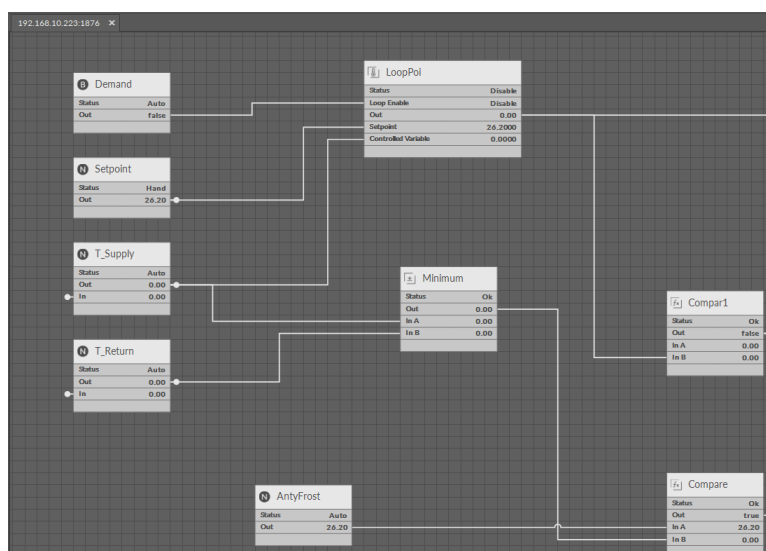 192.168.10.223:1876 ×
B Demand
Status Auto
Out false
N Setpoint
Status Hand
Out 26.20
N T_Supply
Status Auto
Out 0.00
In 0.00
N T_Return
Status Auto
Out 0.00
In 0.00
LoopPoi
Status Disable
Loop Enable Disable
Out 0.00
Setpoint 26.2000
Controlled Variable 0.0000
± Minimum
Status Ok
Out 0.00
In A 0.00
In B 0.00
N AntyFrost
Status Auto
Out 26.20
Compar1
Status Ok
Out false
In A 0.00
In B 0.00
Compare
Status Ok
Out true
In A 26.20
In B 0.00